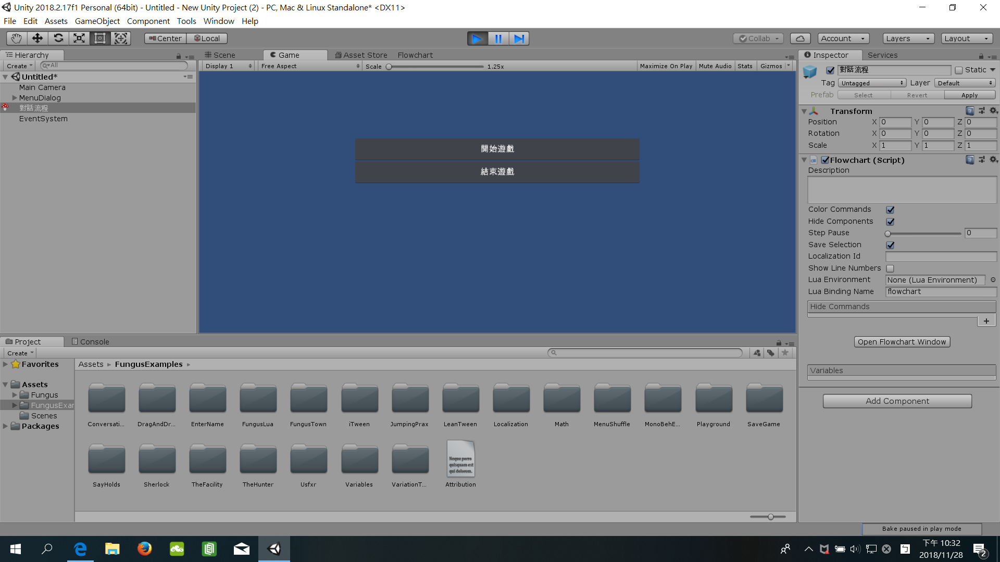 Unity 2018.2.17f1 Personal (64bit) - Untitled - New Unity Project (2) - PC, Mac & Linux Standalone* <DX11>
File Edit Assets GameObject Component Tools Window Help
Center Local
Collab Account Layers Layout
Hierarchy
Create All
Untitled*
Main Camera
MenuDialog
對話流程
EventSystem
Scene Game Asset Store Flowchart
Display 1 Free Aspect Scale 1.25x Maximize On Play Mute Audio Stats Gizmos
開始遊戲
結束遊戲
Inspector Services
對話流程 Static
Tag Untagged Layer Default
Prefab Select Revert Apply
Transform
Position X 0 Y 0 Z 0
Rotation X 0 Y 0 Z 0
Scale X 1 Y 1 Z 1
Flowchart (Script)
Description
Color Commands
Hide Components
Step Pause 0
Save Selection
Localization Id
Show Line Numbers
Lua Environment None (Lua Environment)
Lua Binding Name flowchart
Hide Commands
+
Open Flowchart Window
Variables
Add Component
Project Console
Create
Favorites
Assets
Fungus
FungusExar
Scenes
Packages
Assets FungusExamples
Conversati... DragAndDr... EnterName FungusLua FungusTown iTween JumpingPrax LeanTween Localization Math MenuShuffle MonoBehE... Playground SaveGame
Neque porro
quisquam est
qui dolorem.
SayHolds Sherlock TheFacility TheHunter Usfxr Variables VariationT... Attribution
Bake paused in play mode
下午 10:32
2018/11/28
2